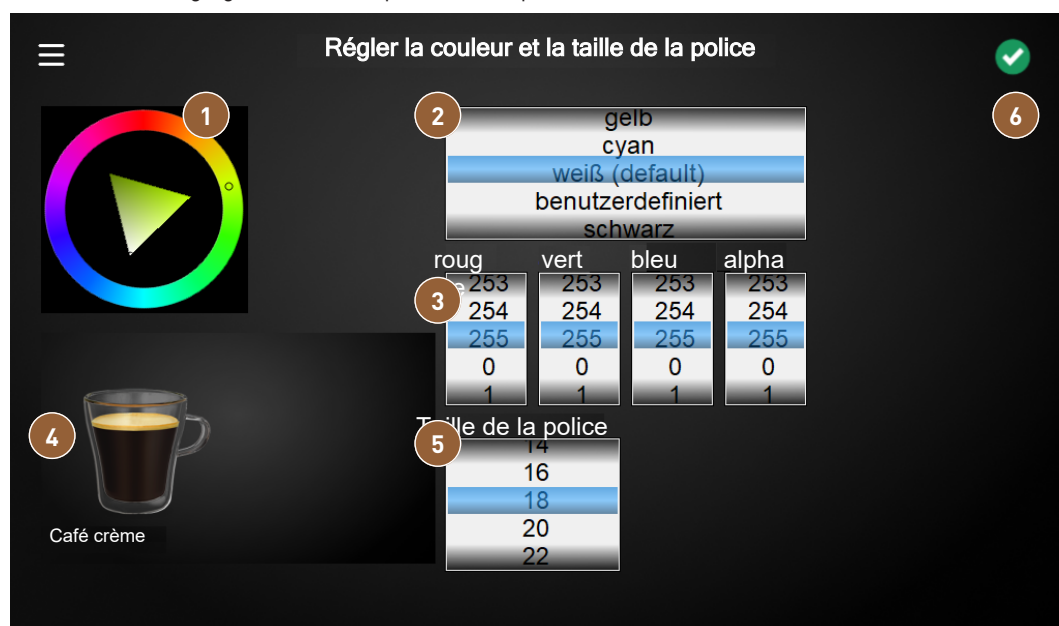 Régler la couleur et la taille de la police
1
2
6
gelb
cyan
weiß (default)
benutzerdefiniert
schwarz
roug vert bleu alpha
e 253 253 253 253
3
254 254 254 254
255 255 255 255
0 0 0 0
1 1 1 1
4
Café crème
Taille de la police
5
14
16
18
20
22